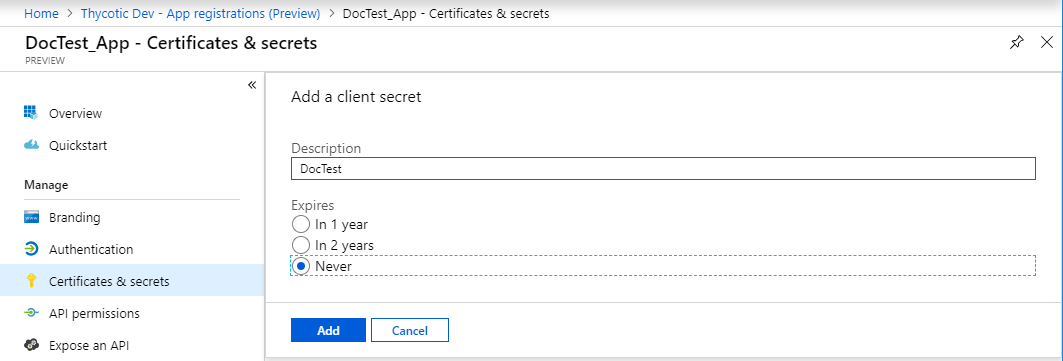 Home > Thycotic Dev - App registrations (Preview) > DocTest_App - Certificates & secrets
DocTest_App - Certificates & secrets
PREVIEW
«
Overview
Quickstart
Manage
Branding
Authentication
Certificates & secrets
API permissions
Expose an API
Add a client secret
Description
DocTest
Expires
In 1 year
In 2 years
Never
Add Cancel